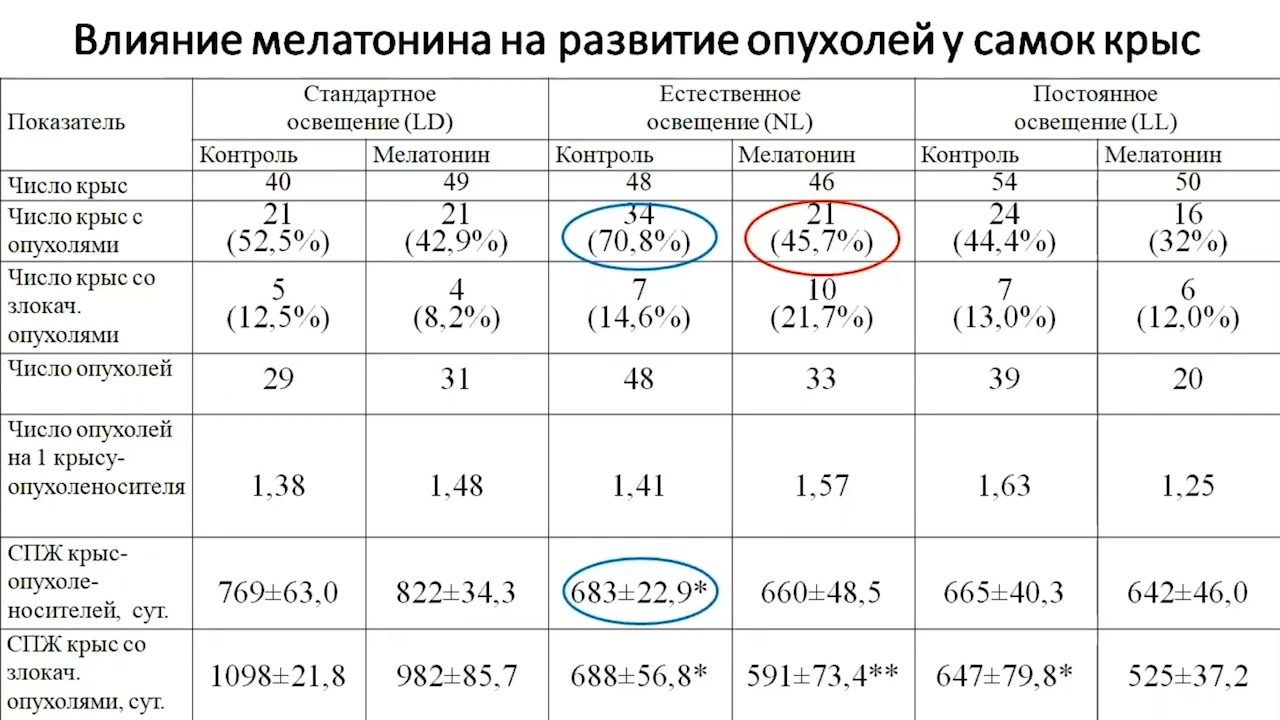 Влияние мелатонина на развитие опухолей у самок крыс
Показатель
Стандартное
освещение (LD)
Естественное
освещение (NL)
Постоянное
освещение (LL)
Контроль Мелатонин Контроль Мелатонин Контроль Мелатонин
Число крыс 40 49 48 46 54 50
Число крыс с
опухолями
21 21 34 21 24 16
(52,5%) (42,9%) (70,8%) (45,7%) (44,4%) (32%)
Число крыс со
злокач.
опухолями
5 4 7 10 7 6
(12,5%) (8,2%) (14,6%) (21,7%) (13,0%) (12,0%)
Число опухолей
29 31 48 33 39 20
Число опухолей
на 1 крысу-
опухоленосителя
1,38 1,48 1,41 1,57 1,63 1,25
СПЖ крыс-
опухоле-
носителей, сут.
769±63,0 822±34,3 683±22,9* 660±48,5 665±40,3 642±46,0
СПЖ крыс со
злокач.
опухолями, сут.
1098±21,8 982±85,7 688±56,8* 591±73,4** 647±79,8* 525±37,2